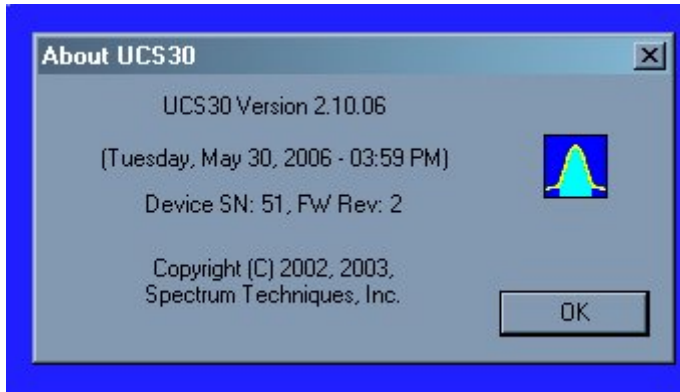 About UCS30
UCS30 Version 2.10.06
(Tuesday, May 30, 2006 - 03:59 PM)
Device SN: 51, FW Rev: 2
Copyright (C) 2002, 2003,
Spectrum Techniques, Inc.
OK